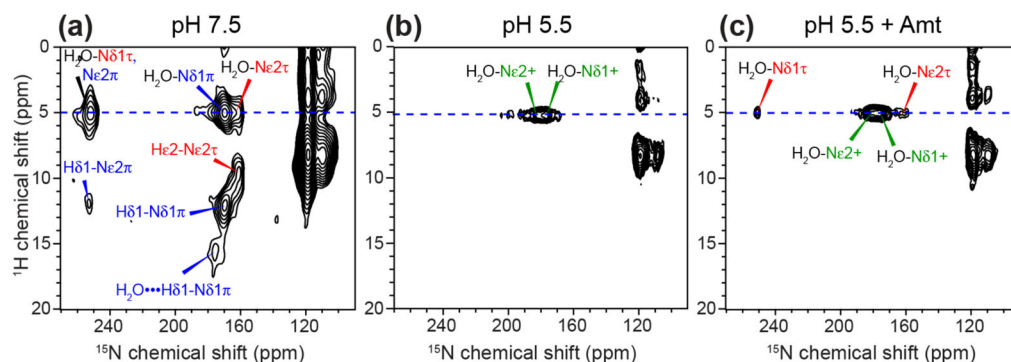 (a) pH 7.5
H₂O-Nδ1τ,
Nε2π
H₂O-Nδ1π
H₂O-Nε2τ
Hδ1-Nε2π
Hε2-Nε2τ
Hδ1-Nδ1π
H₂O•••Hδ1-Nδ1π
0
5
10
15
20
¹H chemical shift (ppm)
240 200 160 120
¹⁵N chemical shift (ppm)
(b) pH 5.5
H₂O-Nε2+ H₂O-Nδ1+
0
5
10
15
20
240 200 160 120
¹⁵N chemical shift (ppm)
(c) pH 5.5 + Amt
H₂O-Nδ1τ
H₂O-Nε2τ
H₂O-Nε2+ H₂O-Nδ1+
0
5
10
15
20
240 200 160 120
¹⁵N chemical shift (ppm)